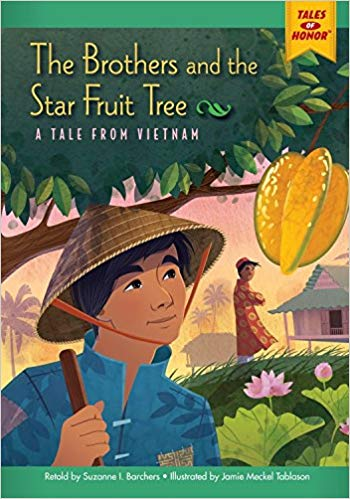 TALES
OF
HONOR™
The Brothers and the
Star Fruit Tree
A TALE FROM VIETNAM
Retold by Suzanne I. Barchers • Illustrated by Jamie Meckel Tablason